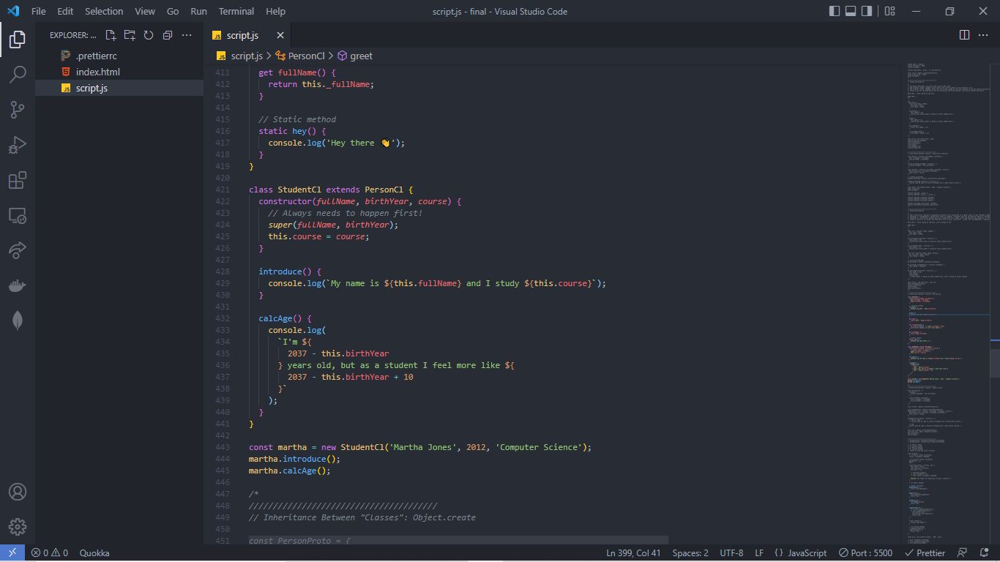 File Edit Selection View Go Run Terminal Help script.js - final - Visual Studio Code
EXPLORER: ...
.prettierrc
index.html
script.js
script.js
script.js > PersonCl > greet
411 get fullName() {
412 return this._fullName;
413 }
414
415 // Static method
416 static hey() {
417 console.log('Hey there 👋');
418 }
419 }
420
421 class StudentCl extends PersonCl {
422 constructor(fullName, birthYear, course) {
423 // Always needs to happen first!
424 super(fullName, birthYear);
425 this.course = course;
426 }
427
428 introduce() {
429 console.log(`My name is ${this.fullName} and I study ${this.course}`);
430 }
431
432 calcAge() {
433 console.log(
434 `I'm ${
435 2037 - this.birthYear
436 } years old, but as a student I feel more like ${
437 2037 - this.birthYear + 10
438 }`
439 );
440 }
441 }
442
443 const martha = new StudentCl('Martha Jones', 2012, 'Computer Science');
444 martha.introduce();
445 martha.calcAge();
446
447 /*
448 ///////////////////////////////////////
449 // Inheritance Between "Classes": Object.create
450
451 const PersonProto = {
0 0 Quokka Ln 399, Col 41 Spaces: 2 UTF-8 LF {} JavaScript Port : 5500 Prettier